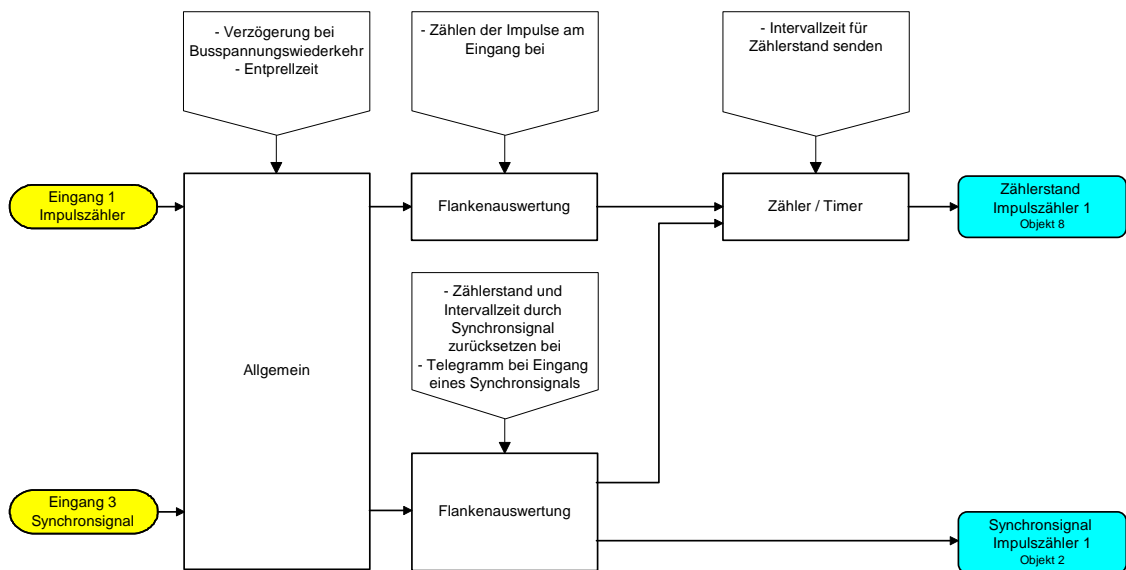 - Verzögerung bei
Busspannungswiederkehr
- Entprellzeit
- Zählen der Impulse am
Eingang bei
- Intervallzeit für
Zählerstand senden
Eingang 1
Impulszähler
Flankenauswertung
Zähler / Timer
Zählerstand
Impulszähler 1
Objekt 8
- Zählerstand und
Intervallzeit durch
Synchronsignal
zurücksetzen bei
- Telegramm bei Eingang
eines Synchronsignals
Allgemein
Eingang 3
Synchronsignal
Flankenauswertung
Synchronsignal
Impulszähler 1
Objekt 2